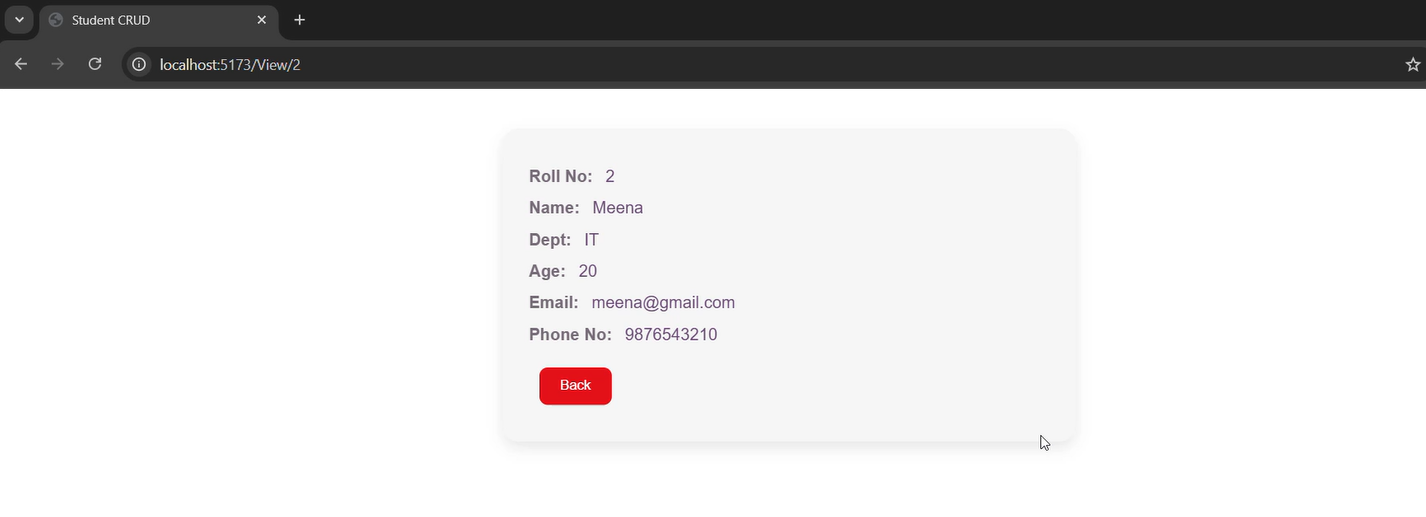 Student CRUD
localhost:5173/View/2
Roll No: 2
Name: Meena
Dept: IT
Age: 20
Email: meena@gmail.com
Phone No: 9876543210
Back